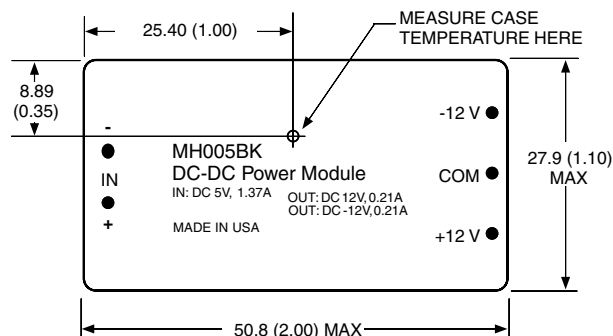 MEASURE CASE
TEMPERATURE HERE
25.40 (1.00)
8.89
(0.35)
-
IN
+
MH005BK
DC-DC Power Module
IN: DC 5V, 1.37A
OUT: DC 12V, 0.21A
OUT: DC -12V, 0.21A
MADE IN USA
-12 V
COM
+12 V
27.9 (1.10)
MAX
50.8 (2.00) MAX